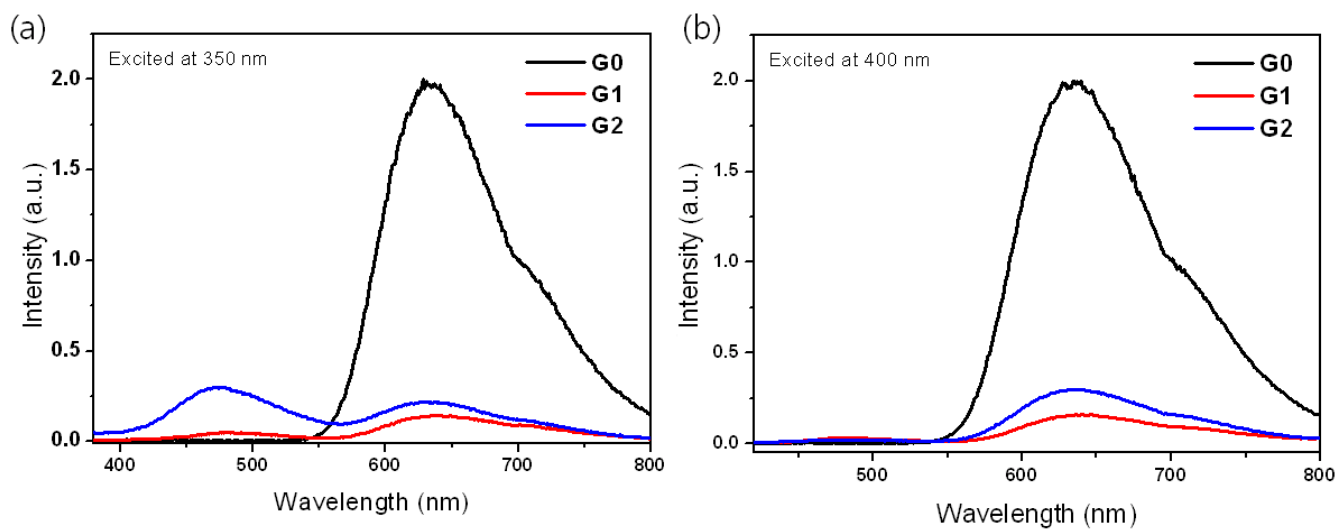 (a)
Excited at 350 nm
G0
G1
G2
2.0
1.5
1.0
0.5
0.0
Intensity (a.u.)
400 500 600 700 800
Wavelength (nm)
(b)
Excited at 400 nm
G0
G1
G2
2.0
1.5
1.0
0.5
0.0
Intensity (a.u.)
500 600 700 800
Wavelength (nm)